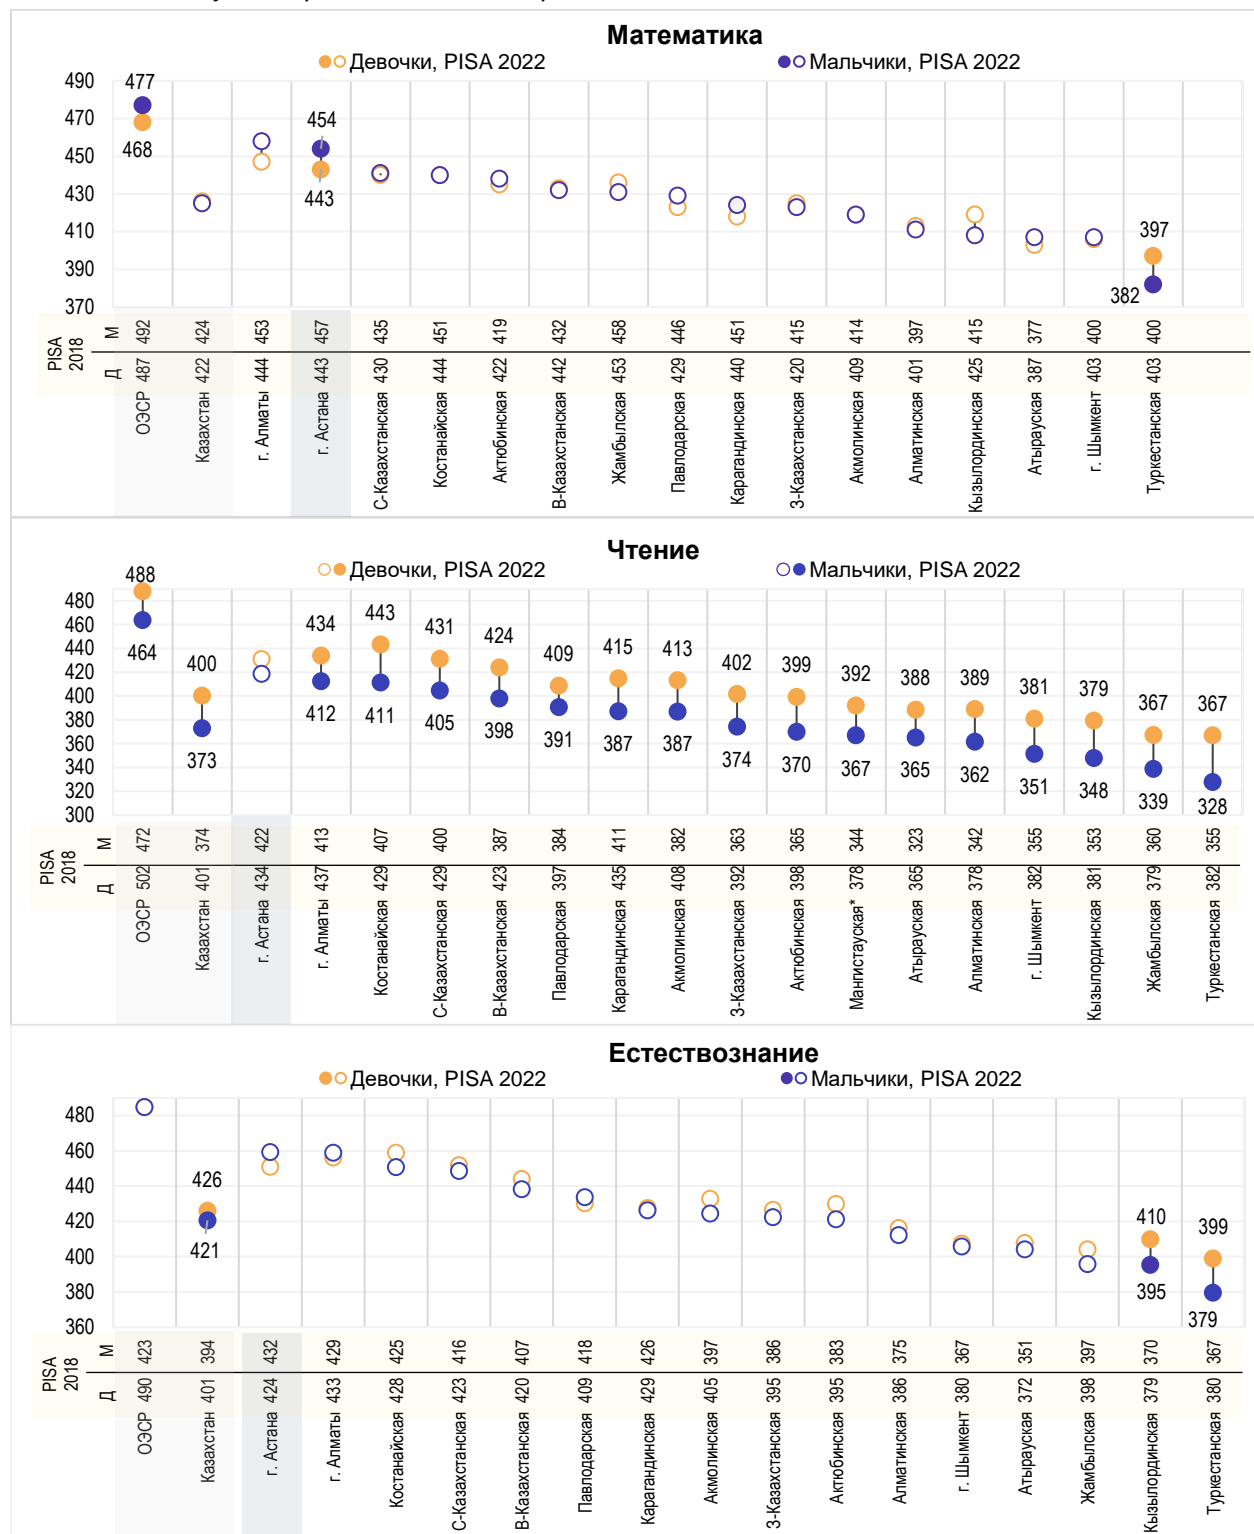 Математика
Девочки, PISA 2022
Мальчики, PISA 2022
490
470
450
430
410
390
370
477
468
454
443
397
382
PISA 2018
М 492 424 453 457 435 451 419 432 458 446 451 415 414 397 415 377 400 400
Д 487 422 444 443 430 444 422 442 453 429 440 420 409 401 425 387 403 403
ОЭСР
Казахстан
г. Алматы
г. Астана
С-Казахстанская
Костанайская
Актюбинская
В-Казахстанская
Жамбылская
Павлодарская
Карагандинская
З-Казахстанская
Акмолинская
Алматинская
Кызылординская
Атырауская
г. Шымкент
Туркестанская
Чтение
Девочки, PISA 2022
Мальчики, PISA 2022
480
460
440
420
400
380
360
340
320
300
488 400 434 443 431 424 409 415 413 402 399 392 388 389 381 379 367 367
464 373 412 411 405 398 391 387 387 374 370 367 365 362 351 348 339 328
PISA 2018
М 472 374 422 413 407 400 387 384 411 382 363 365 344 323 342 355 353 360 355
Д 502 401 434 437 429 429 423 397 435 408 392 398 378 365 378 382 381 379 382
ОЭСР
Казахстан
г. Астана
г. Алматы
Костанайская
С-Казахстанская
В-Казахстанская
Павлодарская
Карагандинская
Акмолинская
З-Казахстанская
Актюбинская
Мангистауская*
Атырауская
Алматинская
г. Шымкент
Кызылординская
Жамбылская
Туркестанская
Естествознание
Девочки, PISA 2022
Мальчики, PISA 2022
480
460
440
420
400
380
360
426
421
410
395
399
379
PISA 2018
М 423 394 432 429 425 416 407 418 426 397 386 383 375 367 351 397 370 367
Д 490 401 424 433 428 423 420 409 429 405 395 395 386 380 372 398 379 380
ОЭСР
Казахстан
г. Астана
г. Алматы
Костанайская
С-Казахстанская
В-Казахстанская
Павлодарская
Карагандинская
Акмолинская
З-Казахстанская
Актюбинская
Алматинская
г. Шымкент
Атырауская
Жамбылская
Кызылординская
Туркестанская